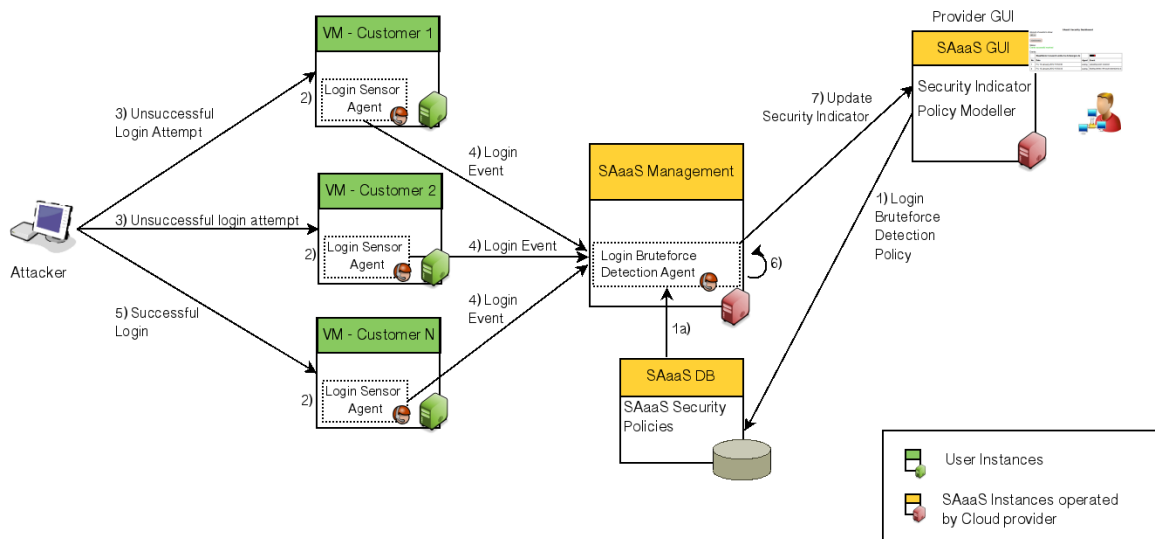 Provider GUI
VM - Customer 1
2)
Login Sensor
Agent
3) Unsuccessful
Login Attempt
4) Login
Event
VM - Customer 2
3) Unsuccessful login attempt
2)
Login Sensor
Agent
4) Login Event
Attacker
5) Successful
Login
VM - Customer N
2)
Login Sensor
Agent
4) Login
Event
SAaaS Management
Login Bruteforce
Detection Agent
6)
1a)
SAaaS DB
SAaaS Security
Policies
7) Update
Security Indicator
SAaaS GUI
Security Indicator
Policy Modeller
1) Login
Bruteforce
Detection
Policy
User Instances
SAaaS Instances operated
by Cloud provider